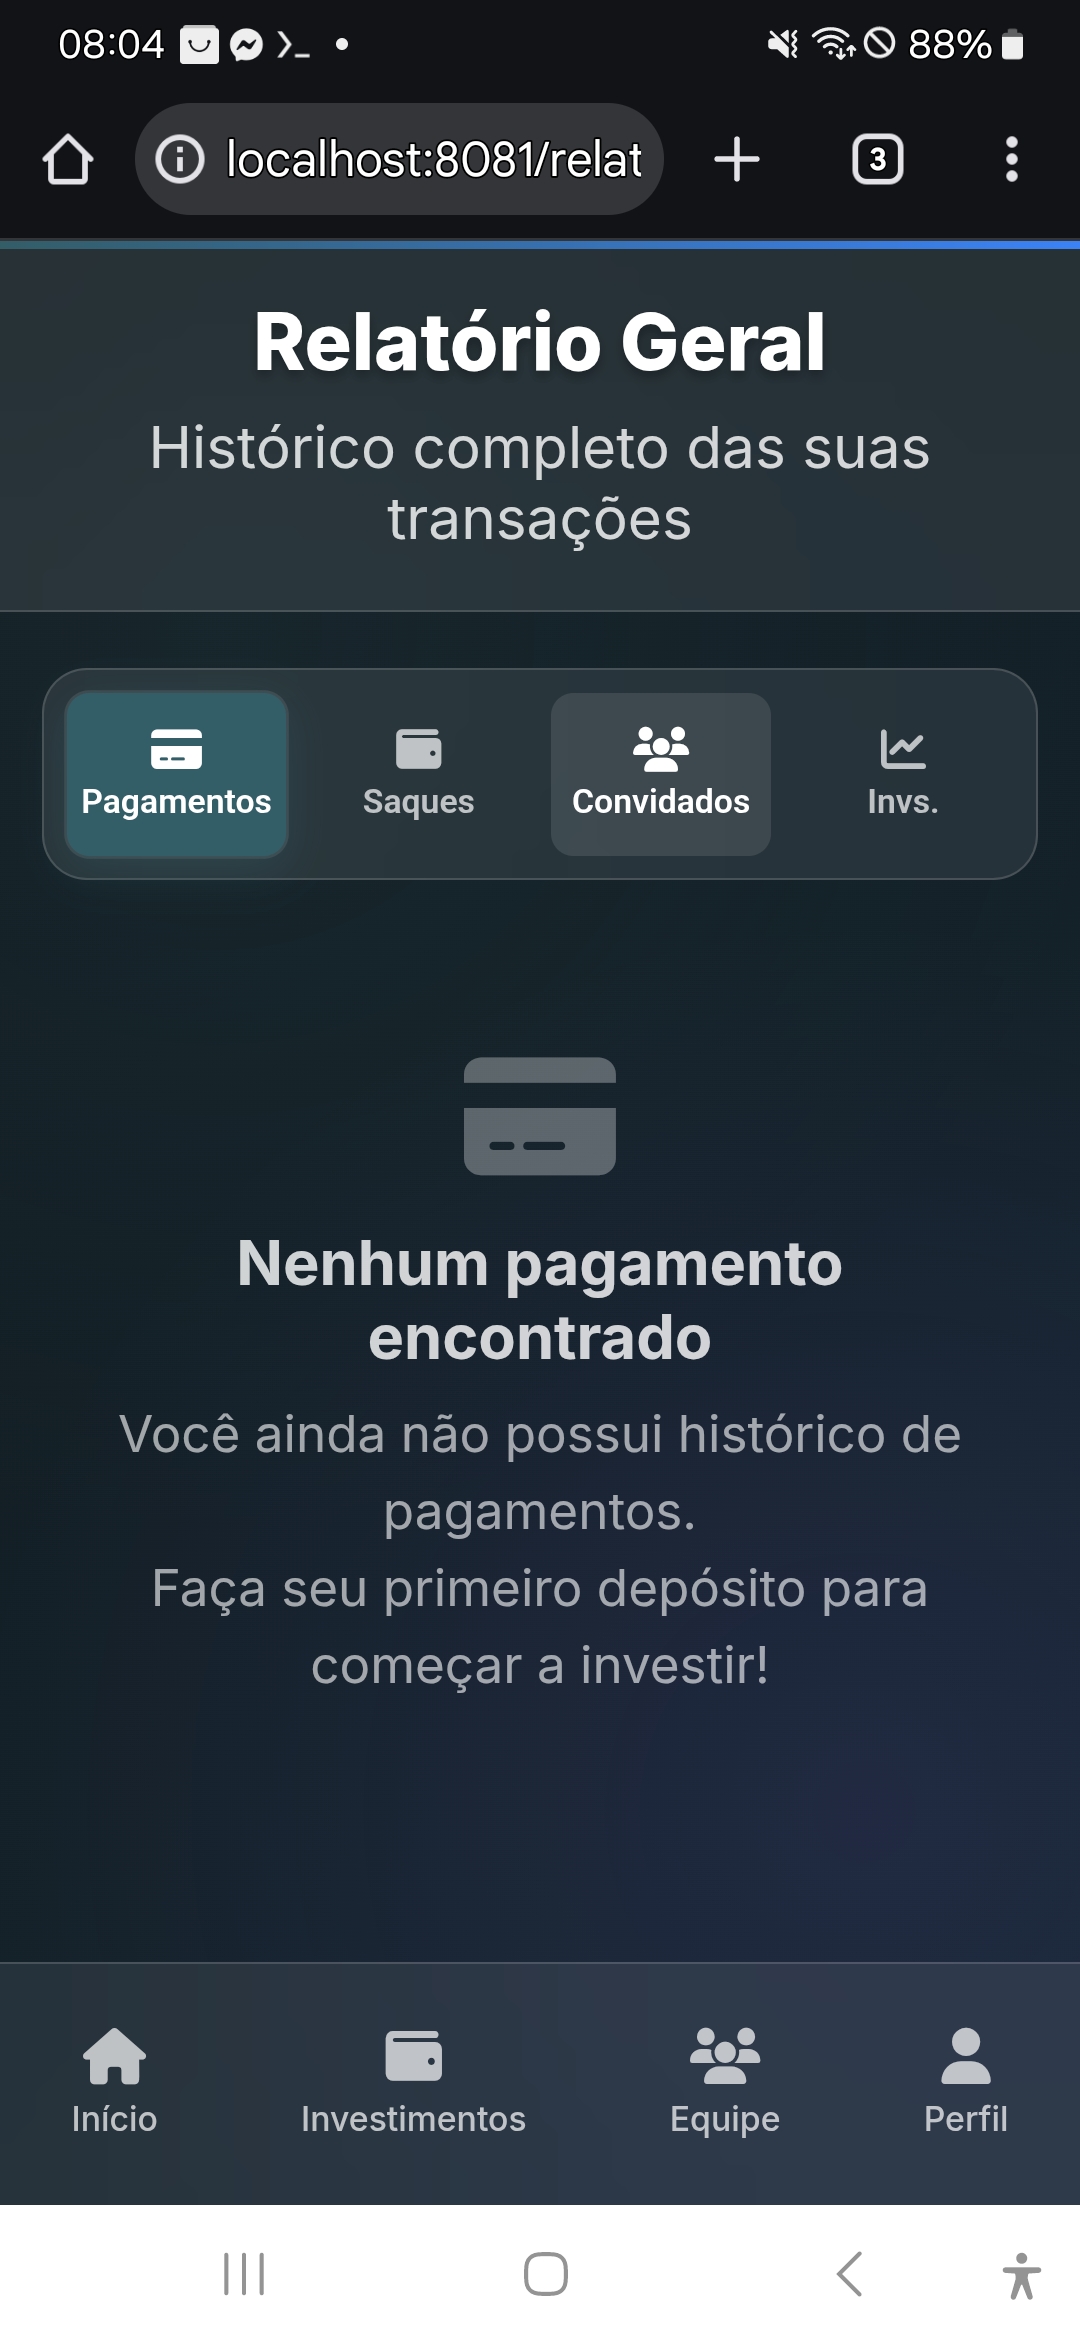 08:04
88%
localhost:8081/relat
3
Relatório Geral
Histórico completo das suas
transações
Pagamentos
Saques
Convidados
Invs.
Nenhum pagamento
encontrado
Você ainda não possui histórico de
pagamentos.
Faça seu primeiro depósito para
começar a investir!
Início
Investimentos
Equipe
Perfil